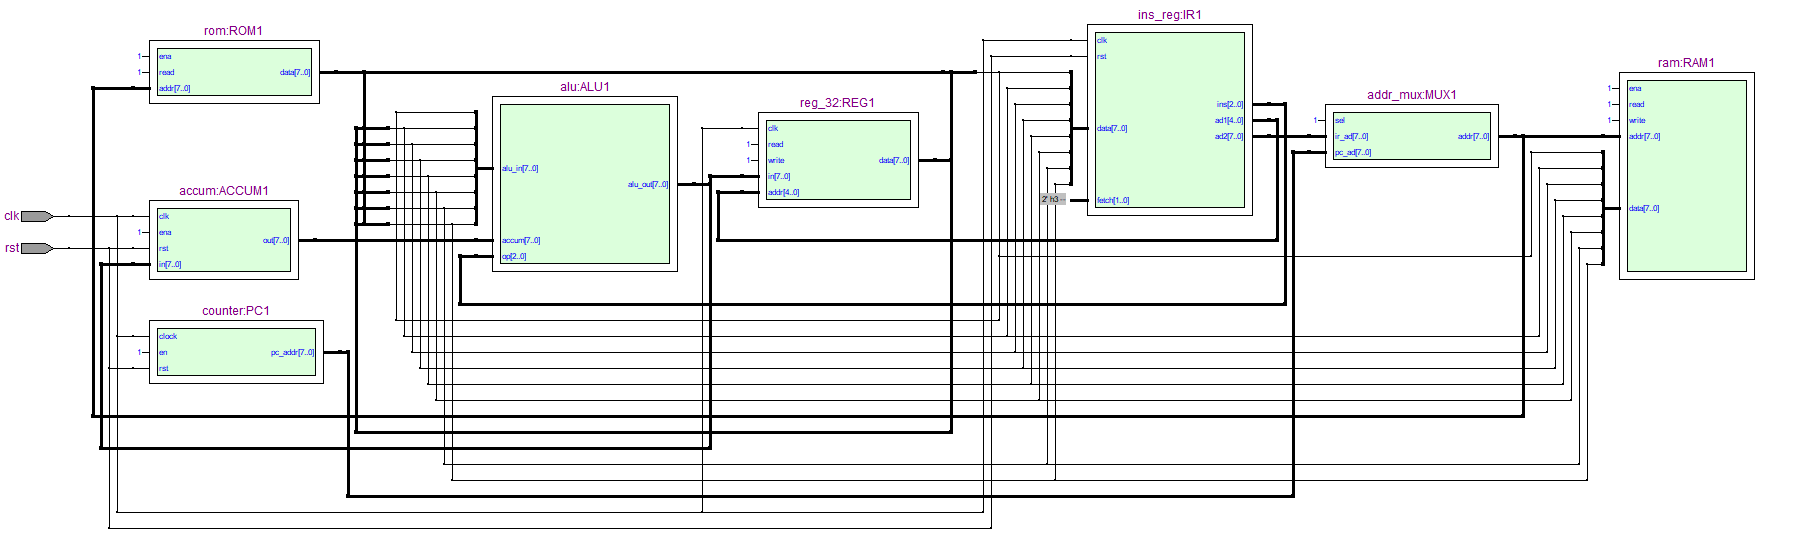 rom:ROM1
1 ena
1 read
addr[7..0]
data[7..0]
accum:ACCUM1
clk
1 ena
rst
in[7..0]
out[7..0]
clk
rst
counter:PC1
clock
1 en
rst
pc_addr[7..0]
alu:ALU1
alu_in[7..0]
accum[7..0]
op[2..0]
alu_out[7..0]
reg_32:REG1
clk
1 read
1 write
in[7..0]
addr[4..0]
data[7..0]
ins_reg:IR1
clk
rst
data[7..0]
2' h3
fetch[1..0]
ins[2..0]
ad1[4..0]
ad2[7..0]
addr_mux:MUX1
1 sel
ir_ad[7..0]
pc_ad[7..0]
addr[7..0]
ram:RAM1
1 ena
1 read
1 write
addr[7..0]
data[7..0]